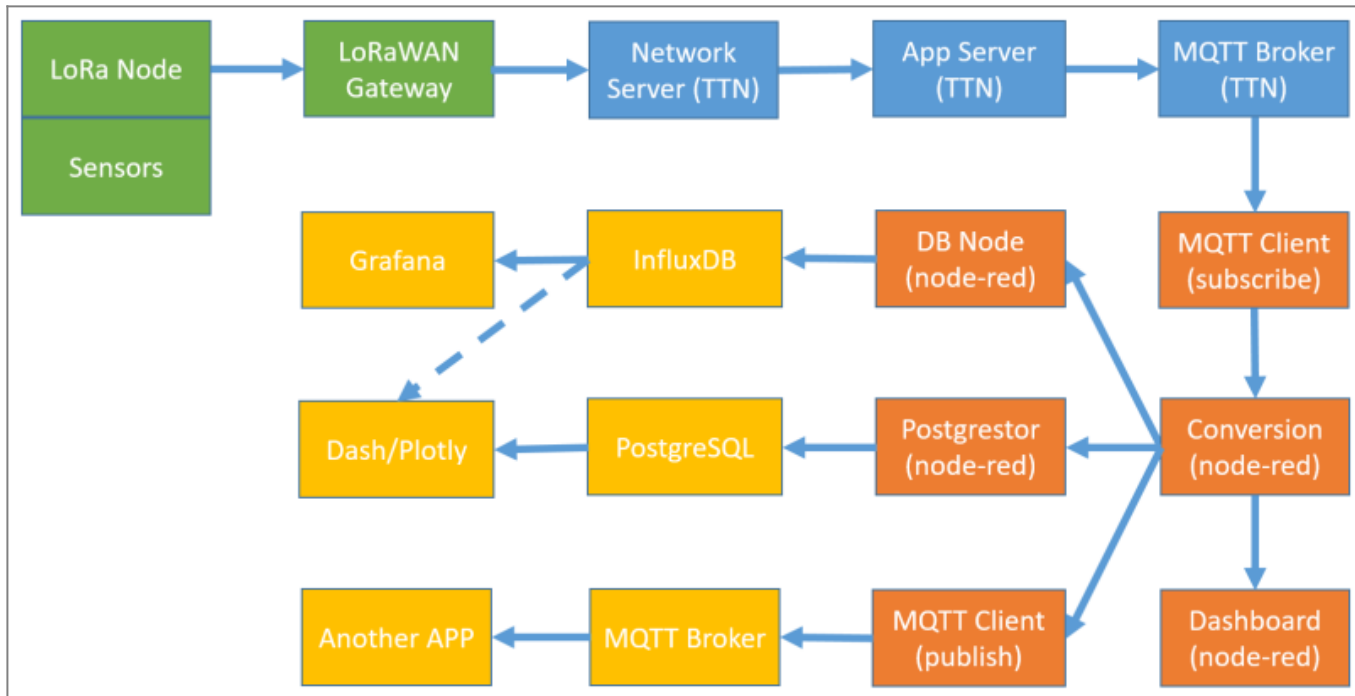 LoRa Node
LoRaWAN
Gateway
Network
Server (TTN)
App Server
(TTN)
MQTT Broker
(TTN)
Sensors
Grafana
InfluxDB
DB Node
(node-red)
MQTT Client
(subscribe)
Dash/Plotly
PostgreSQL
Postgrestor
(node-red)
Conversion
(node-red)
Another APP
MQTT Broker
MQTT Client
(publish)
Dashboard
(node-red)